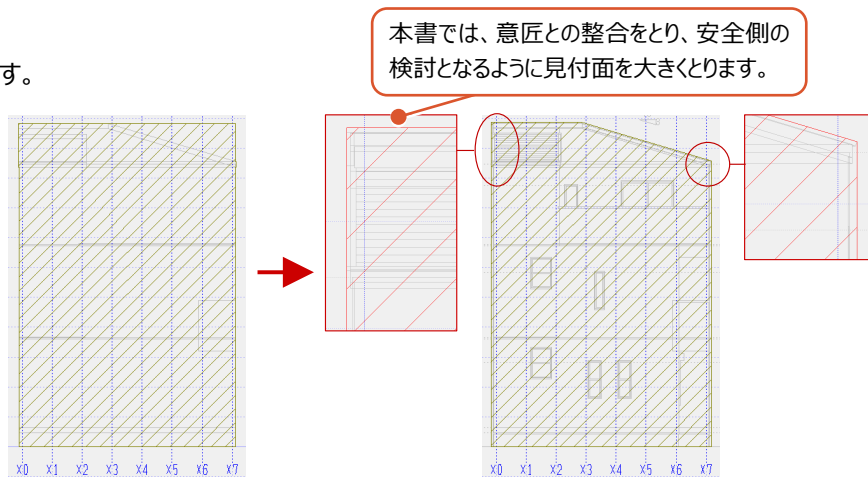 本書では、意匠との整合をとり、安全側の
検討となるように見付面を大きくとります。
す。
X0 X1 X2 X3 X4 X5 X6 X7
X0 X1 X2 X3 X4 X5 X6 X7